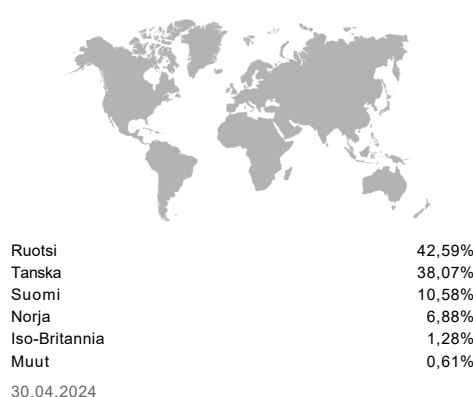 Ruotsi 42,59%
Tanska 38,07%
Suomi 10,58%
Norja 6,88%
Iso-Britannia 1,28%
Muut 0,61%
30.04.2024